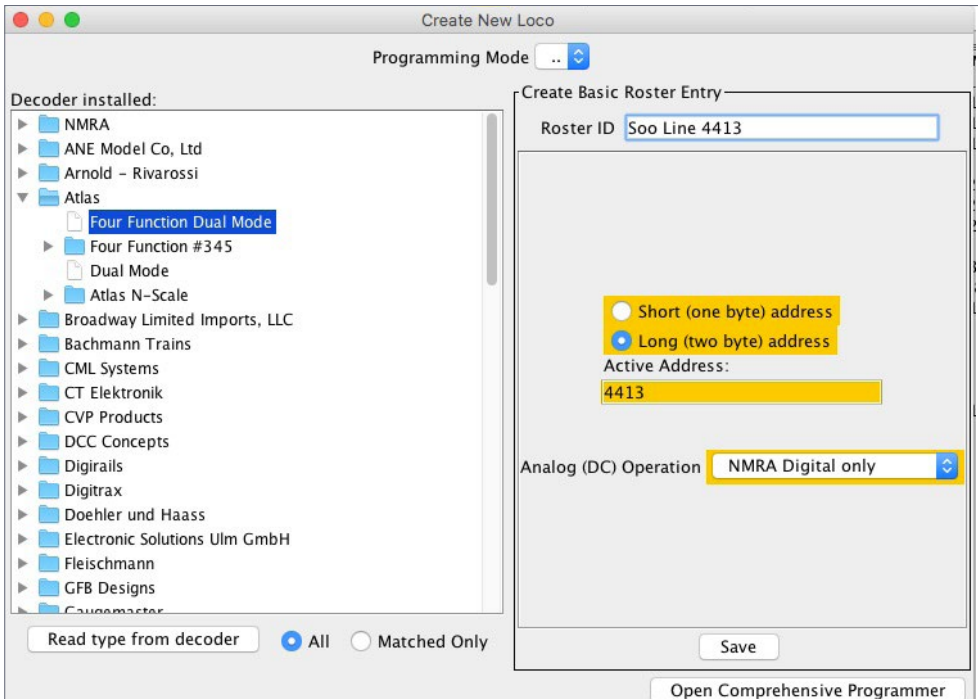 Create New Loco
Programming Mode ..
Decoder installed:
NMRA
ANE Model Co, Ltd
Arnold - Rivarossi
Atlas
Four Function Dual Mode
Four Function #345
Dual Mode
Atlas N-Scale
Broadway Limited Imports, LLC
Bachmann Trains
CML Systems
CT Elektronik
CVP Products
DCC Concepts
Digirails
Digitrax
Doehler und Haass
Electronic Solutions Ulm GmbH
Fleischmann
GFB Designs
Gaugemaster
Read type from decoder All Matched Only
Create Basic Roster Entry
Roster ID Soo Line 4413
Short (one byte) address
Long (two byte) address
Active Address:
4413
Analog (DC) Operation NMRA Digital only
Save
Open Comprehensive Programmer